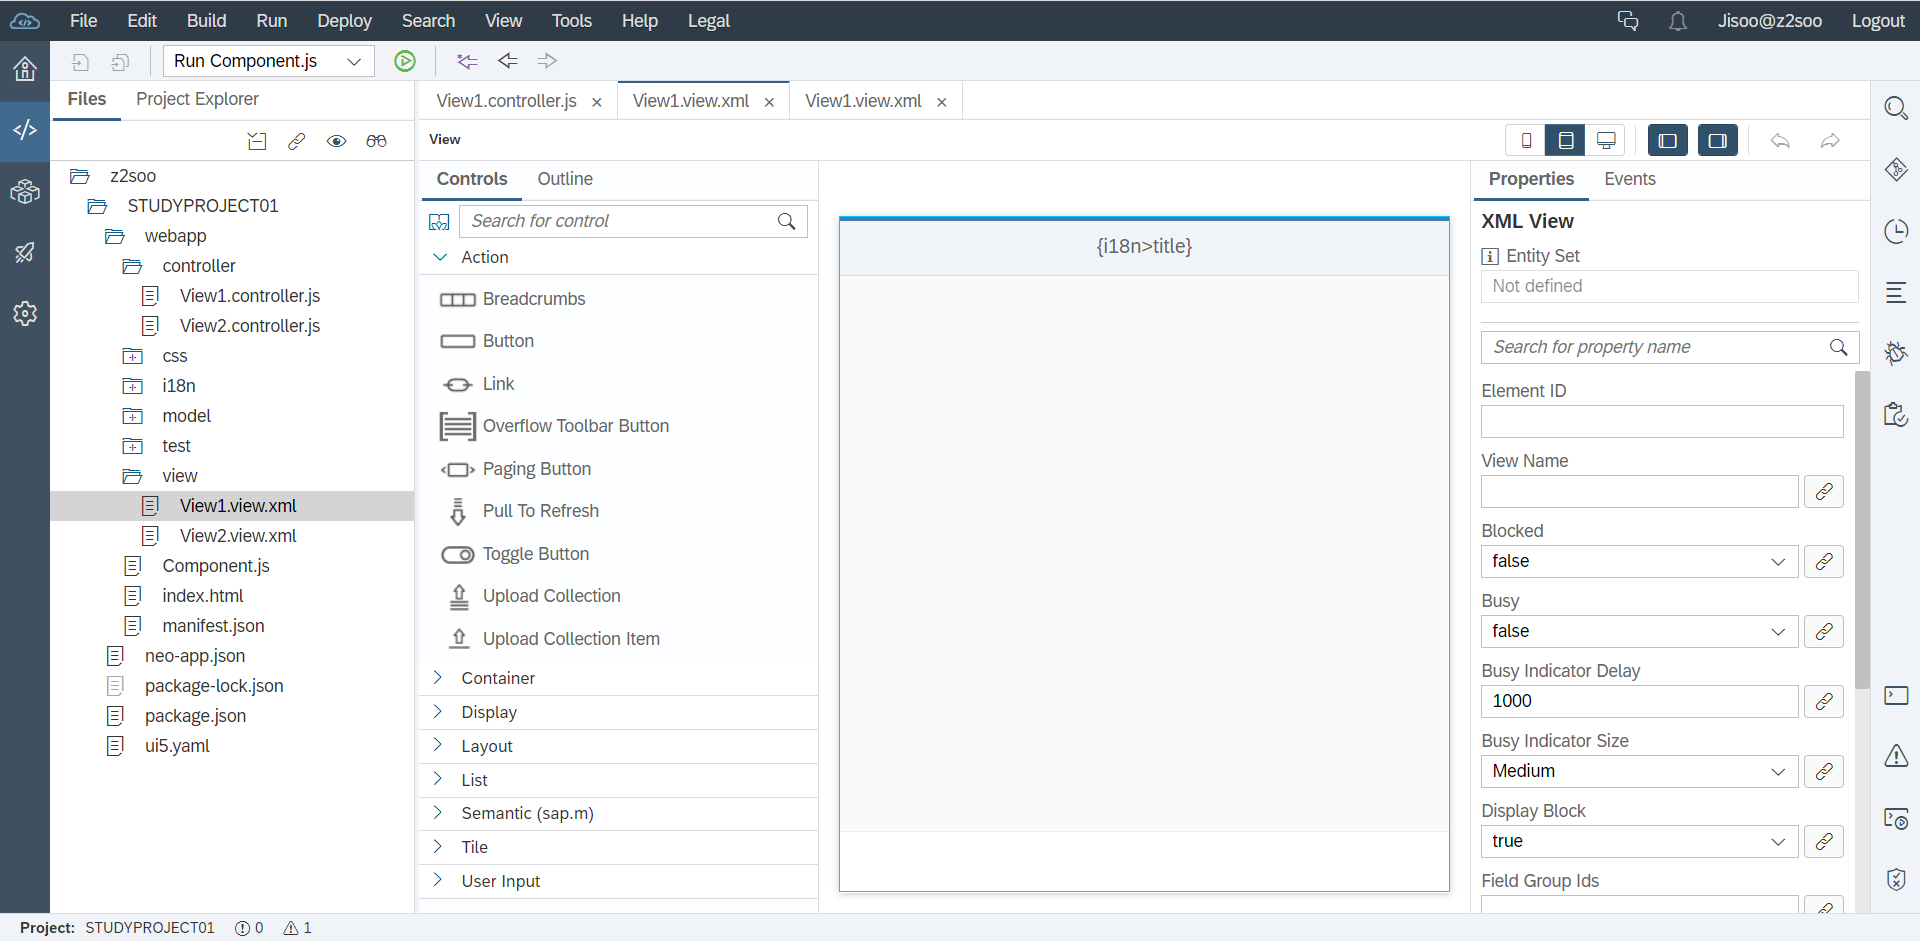 File Edit Build Run Deploy Search View Tools Help Legal Jisoo@z2soo Logout
Run Component.js
Files Project Explorer
z2soo
STUDYPROJECT01
webapp
controller
View1.controller.js
View2.controller.js
css
i18n
model
test
view
View1.view.xml
View2.view.xml
Component.js
index.html
manifest.json
neo-app.json
package-lock.json
package.json
ui5.yaml
View1.controller.js × View1.view.xml × View1.view.xml ×
View
Controls Outline
Search for control
Action
Breadcrumbs
Button
Link
Overflow Toolbar Button
Paging Button
Pull To Refresh
Toggle Button
Upload Collection
Upload Collection Item
Container
Display
Layout
List
Semantic (sap.m)
Tile
User Input
{i18n>title}
Properties Events
XML View
Entity Set
Not defined
Search for property name
Element ID
View Name
Blocked
false
Busy
false
Busy Indicator Delay
1000
Busy Indicator Size
Medium
Display Block
true
Field Group Ids
Project: STUDYPROJECT01 0 1